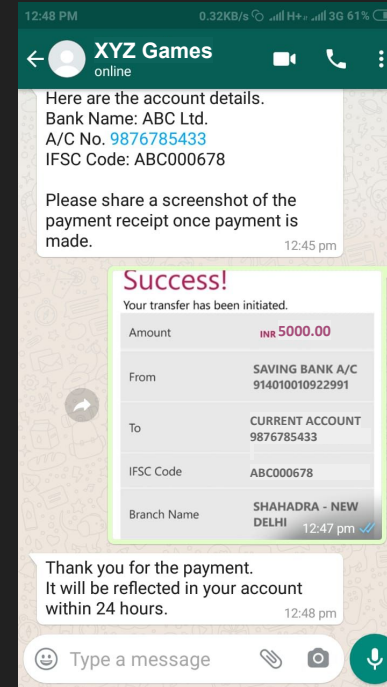 12:48 PM 0.32KB/s H+ 3G 61%
XYZ Games
online
Here are the account details.
Bank Name: ABC Ltd.
A/C No. 9876785433
IFSC Code: ABC000678
Please share a screenshot of the
payment receipt once payment is
made.
12:45 pm
Success!
Your transfer has been initiated.
Amount INR 5000.00
From SAVING BANK A/C
914010010922991
To CURRENT ACCOUNT
9876785433
IFSC Code ABC000678
Branch Name SHAHADRA - NEW
DELHI
12:47 pm
Thank you for the payment.
It will be reflected in your account
within 24 hours.
12:48 pm
Type a message